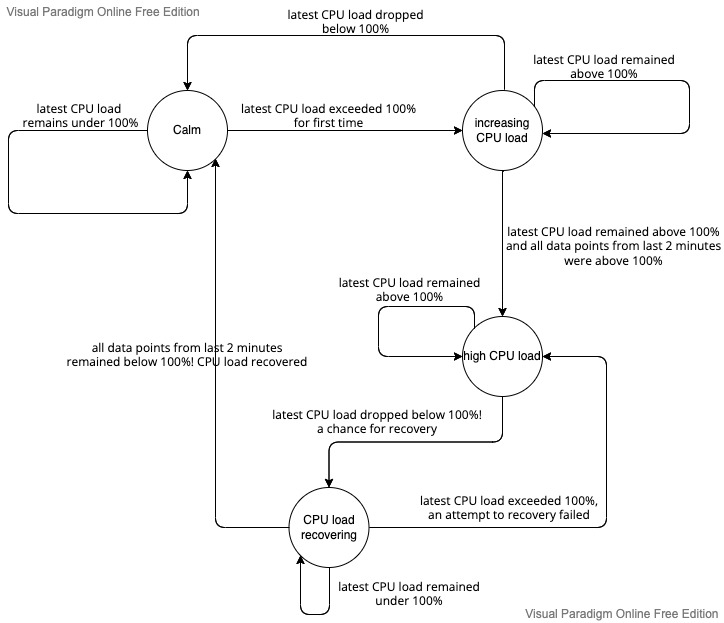 Visual Paradigm Online Free Edition
latest CPU load dropped
below 100%
latest CPU load remained
above 100%
latest CPU load
remains under 100%
Calm
latest CPU load exceeded 100%
for first time
increasing
CPU load
latest CPU load remained above 100%
and all data points from last 2 minutes
were above 100%
latest CPU load remained
above 100%
high CPU load
all data points from last 2 minutes
remained below 100%! CPU load recovered
latest CPU load dropped below 100%!
a chance for recovery
CPU load
recovering
latest CPU load exceeded 100%,
an attempt to recovery failed
latest CPU load remained
under 100%
Visual Paradigm Online Free Edition